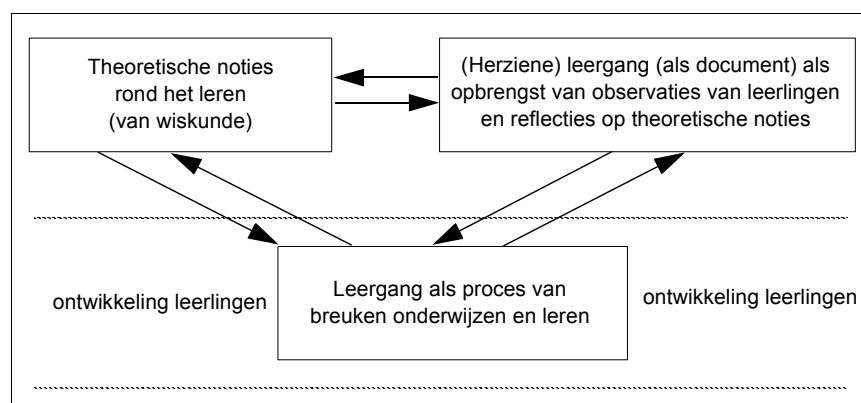 Theoretische noties
rond het leren
(van wiskunde)
(Herziene) leergang (als document) als
opbrengst van observaties van leerlingen
en reflecties op theoretische noties
ontwikkeling leerlingen
Leergang als proces van
breuken onderwijzen en leren
ontwikkeling leerlingen